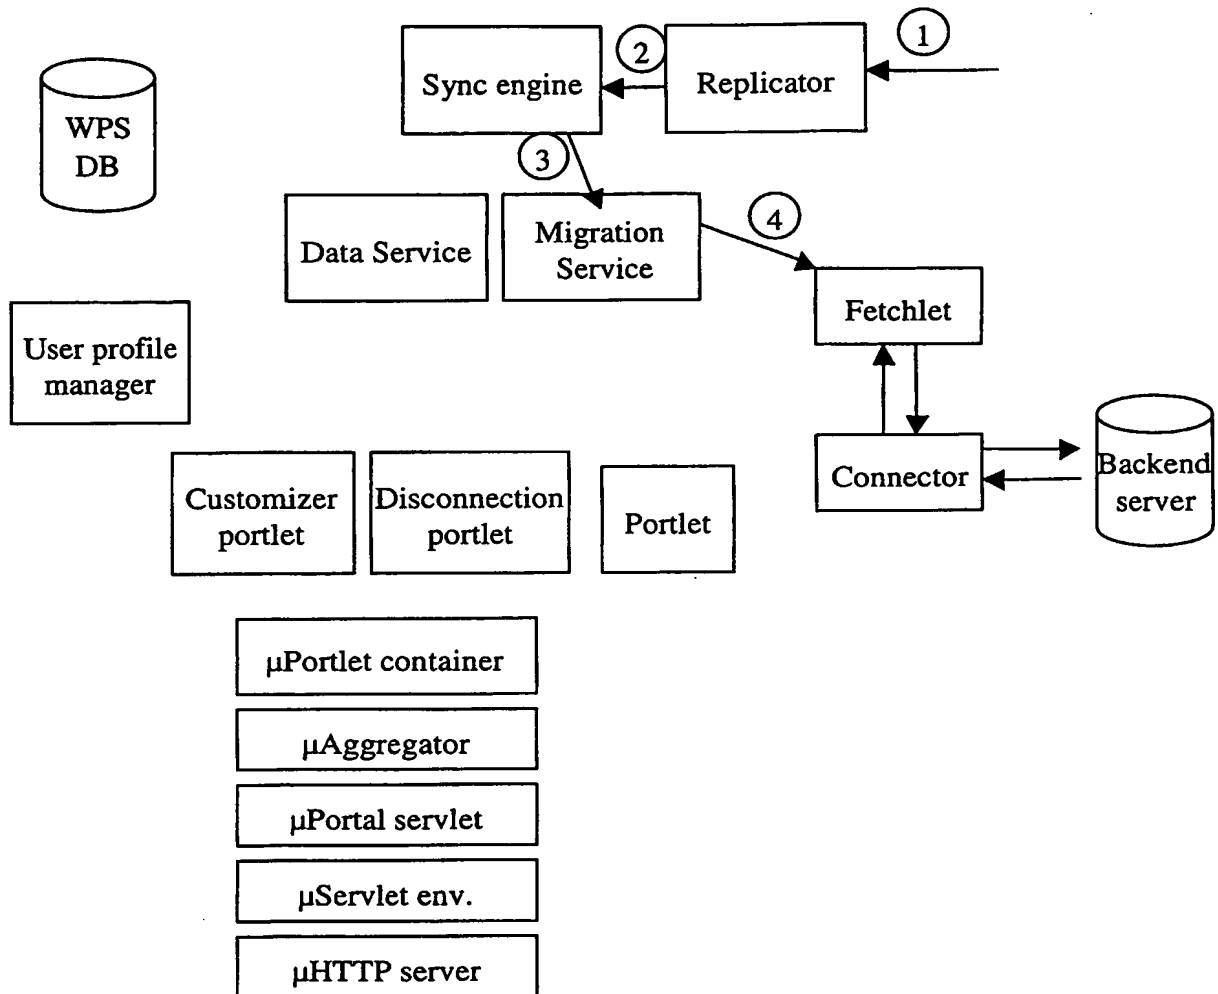 1
2
Sync engine
Replicator
WPS
DB
3
4
Data Service
Migration
Service
Fetchlet
User profile
manager
Connector
Backend
server
Customizer
portlet
Disconnection
portlet
Portlet
µPortlet container
µAggregator
µPortal servlet
µServlet env.
µHTTP server